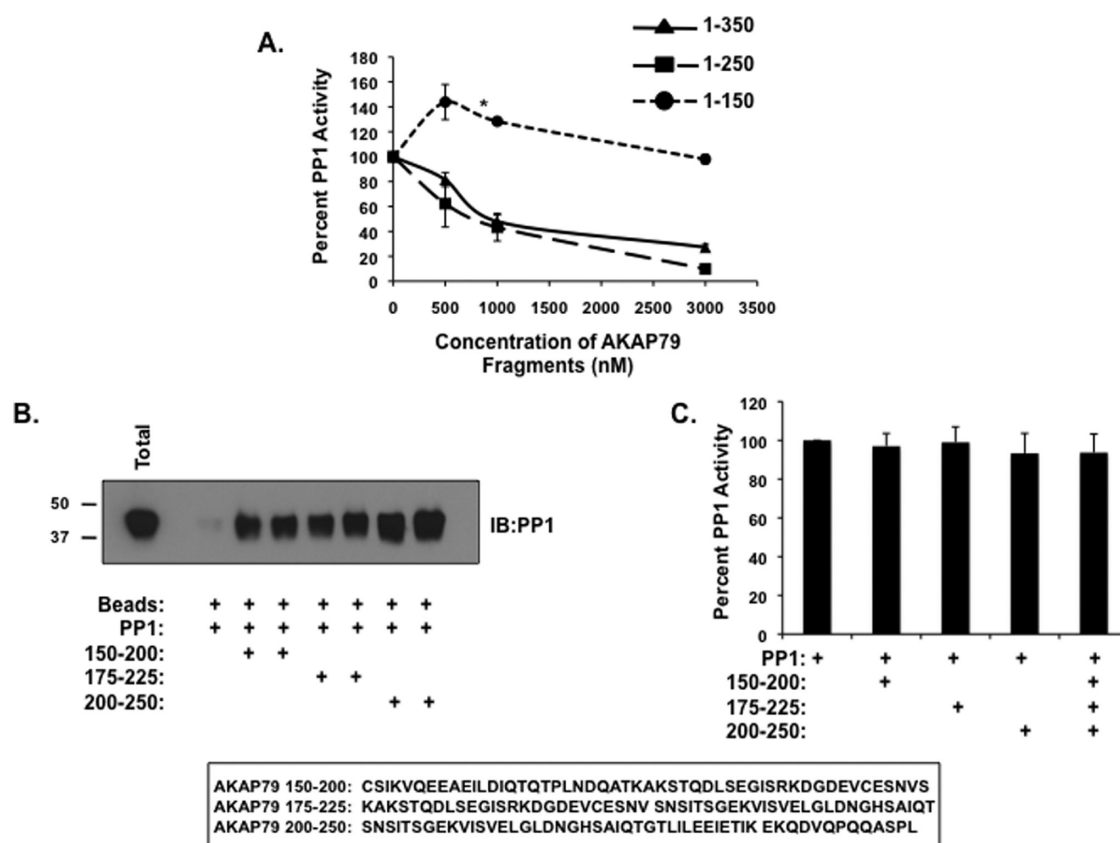 A.
1-350
1-250
1-150
180
160
140
120
100
80
60
40
20
0
*
Percent PP1 Activity
0 500 1000 1500 2000 2500 3000 3500
Concentration of AKAP79
Fragments (nM)
B.
Total
50
37
IB:PP1
Beads: + + + + + + +
PP1: + + + + + + +
150-200: + +
175-225: + +
200-250: + +
C.
120
100
80
60
40
20
0
Percent PP1 Activity
PP1: + + + + +
150-200: + +
175-225: + +
200-250: + +
AKAP79 150-200: CSIKVQEEAEILDIQTQTPLNDQATKAKSTQDLSEGISRKDGDEVCESNVS
AKAP79 175-225: KAKSTQDLSEGISRKDGDEVCESNV SNSITSGEKVISVELGLDNGHSAIQT
AKAP79 200-250: SNSITSGEKVISVELGLDNGHSAIQTGTLILEEIETIK EKQDVQPQQASPL